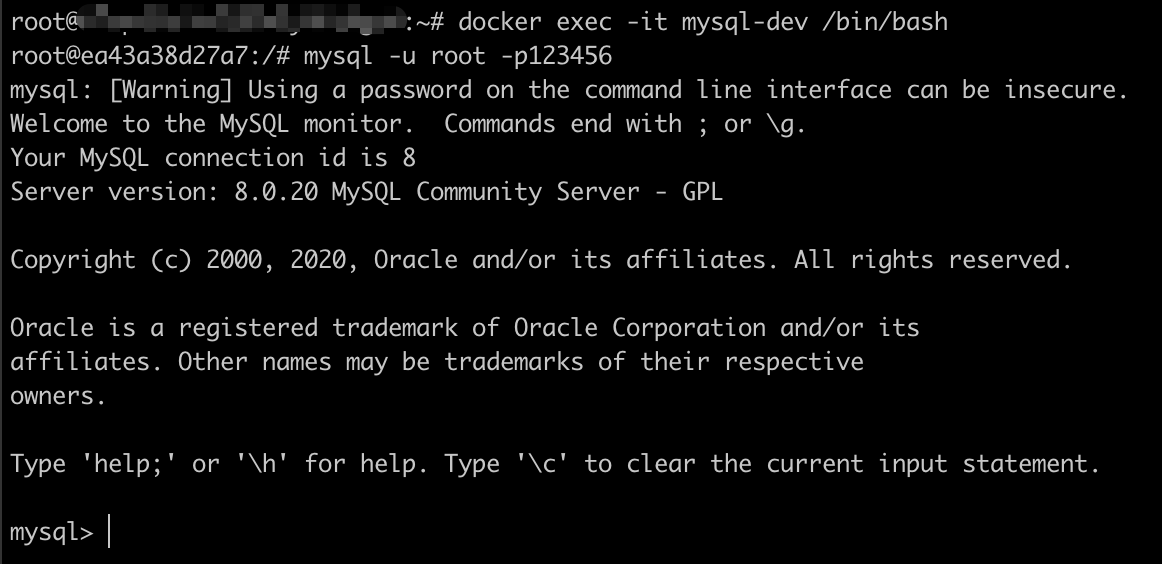 root@:~# docker exec -it mysql-dev /bin/bash
root@ea43a38d27a7:/# mysql -u root -p123456
mysql: [Warning] Using a password on the command line interface can be insecure.
Welcome to the MySQL monitor.  Commands end with ; or \g.
Your MySQL connection id is 8
Server version: 8.0.20 MySQL Community Server - GPL

Copyright (c) 2000, 2020, Oracle and/or its affiliates. All rights reserved.

Oracle is a registered trademark of Oracle Corporation and/or its
affiliates. Other names may be trademarks of their respective
owners.

Type 'help;' or '\h' for help. Type '\c' to clear the current input statement.

mysql>